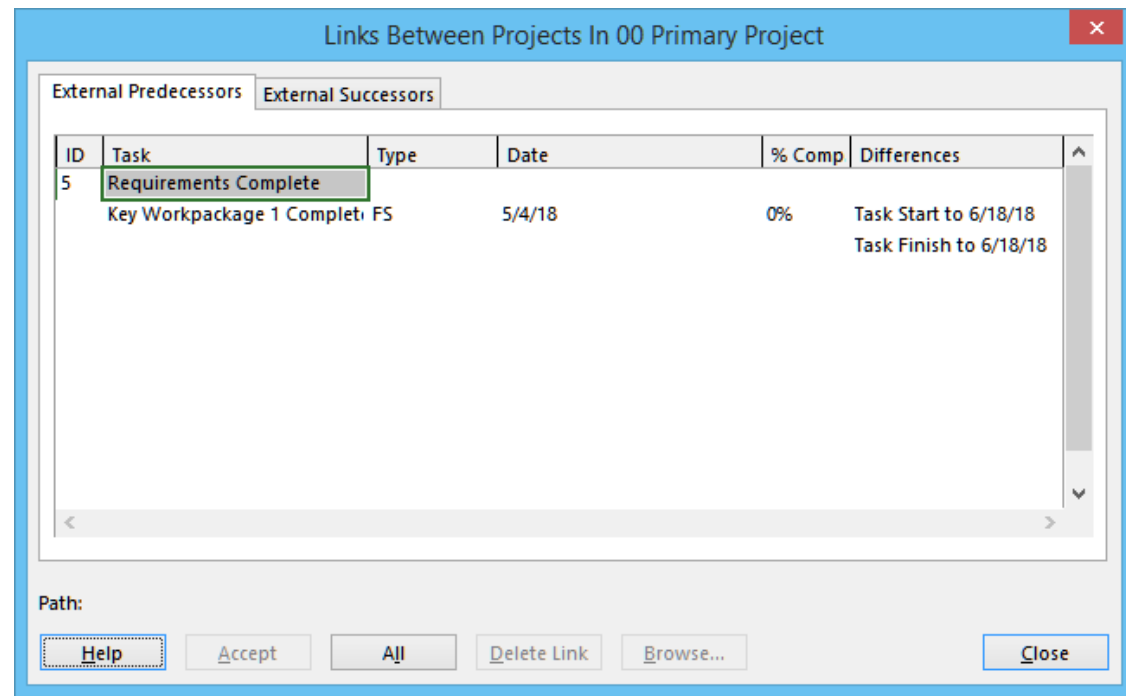 Links Between Projects In 00 Primary Project
External Predecessors External Successors
ID Task Type Date % Comp Differences
5 Requirements Complete
Key Workpackage 1 Complet FS 5/4/18 0% Task Start to 6/18/18
Task Finish to 6/18/18
Path:
Help Accept All Delete Link Browse... Close